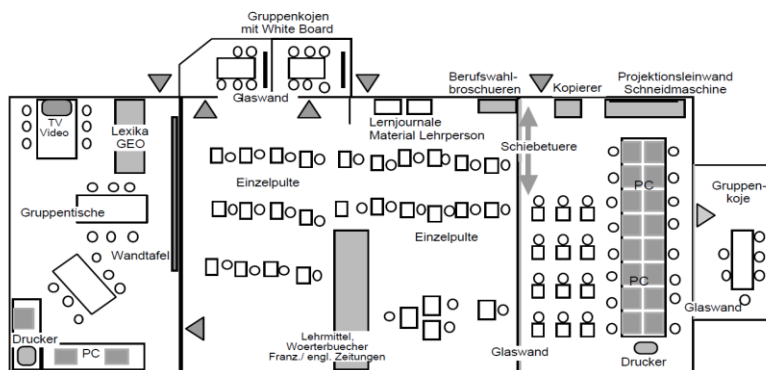 Gruppenkojen
mit White Board
Glaswand
Berufswahl-
broschueren
Kopierer
Projektionsleinwand
Schneidmaschine
TV
Video
Lexika
GEO
Lernjournale
Material Lehrperson
Schiebetuere
Einzelpulte
PC
Gruppen-
koje
Gruppentische
Wandtafel
Einzelpulte
PC
Glaswand
Drucker
PC
Lehrmittel,
Woerterbuecher
Franz./ engl. Zeitungen
Glaswand
Drucker